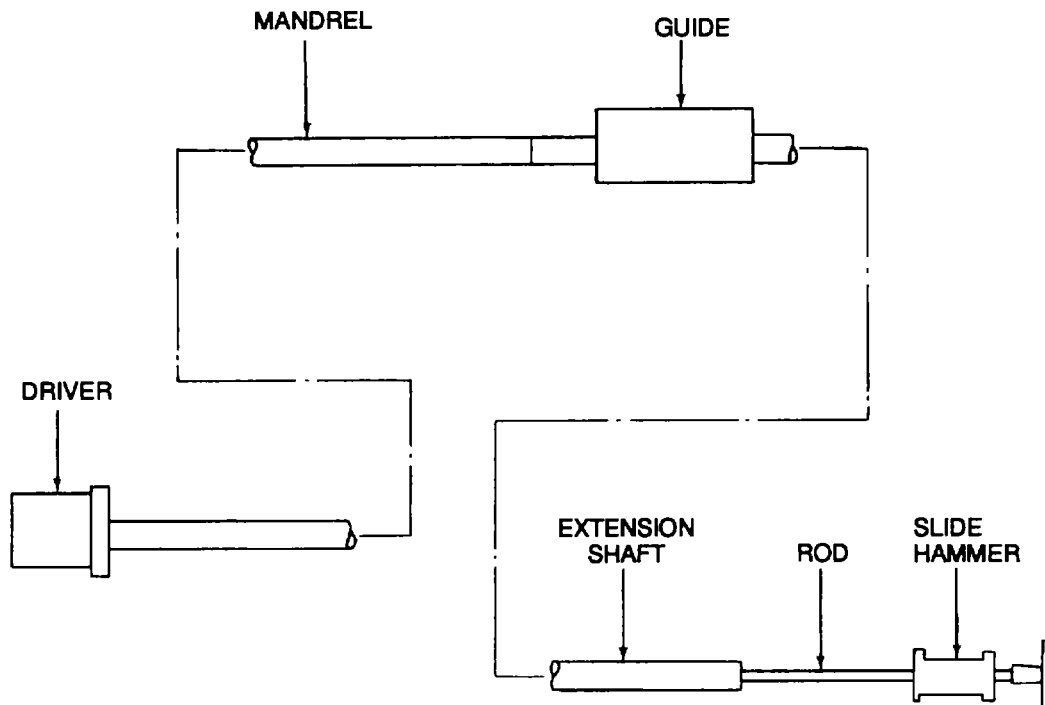 MANDREL
GUIDE
DRIVER
EXTENSION
SHAFT
ROD
SLIDE
HAMMER